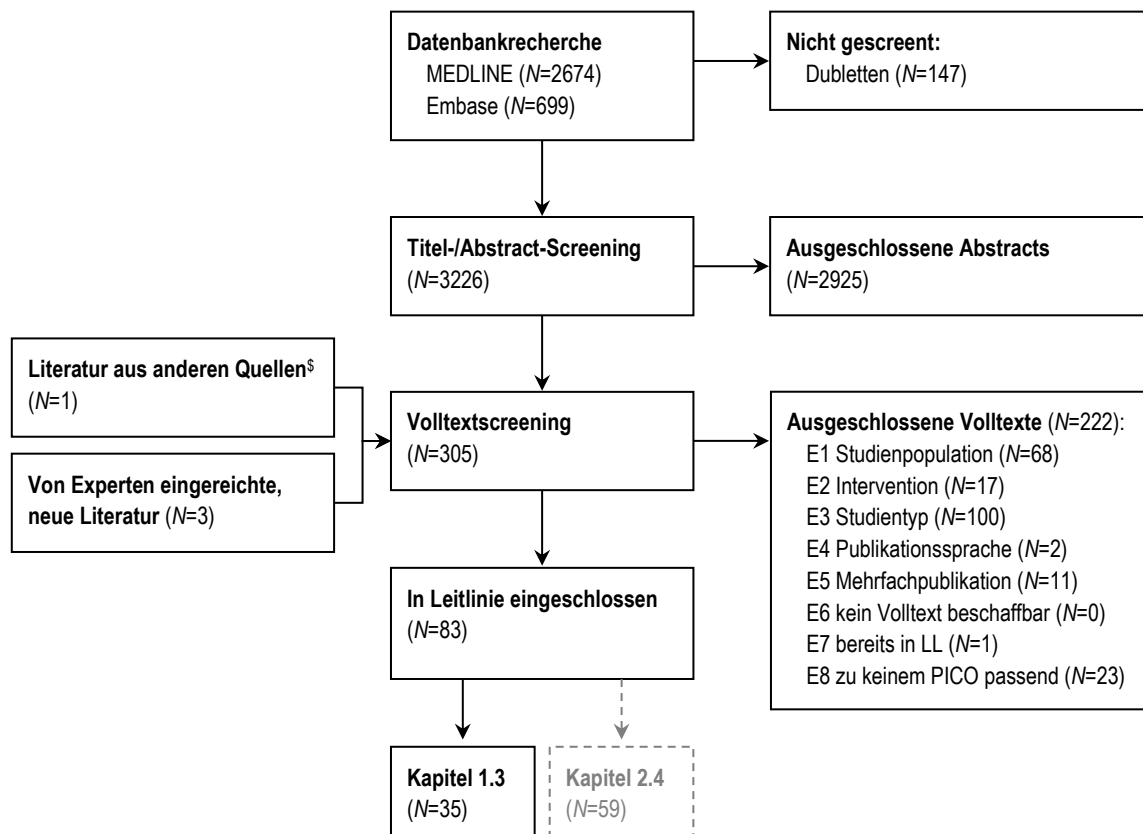 Datenbankrecherche
MEDLINE (N=2674)
Embase (N=699)
Nicht gescreent:
Dubletten (N=147)
Titel-/Abstract-Screening
(N=3226)
Ausgeschlossene Abstracts
(N=2925)
Literatur aus anderen Quellen$
(N=1)
Von Experten eingereichte,
neue Literatur (N=3)
Volltextscreening
(N=305)
Ausgeschlossene Volltexte (N=222):
E1 Studienpopulation (N=68)
E2 Intervention (N=17)
E3 Studientyp (N=100)
E4 Publikationssprache (N=2)
E5 Mehrfachpublikation (N=11)
E6 kein Volltext beschaffbar (N=0)
E7 bereits in LL (N=1)
E8 zu keinem PICO passend (N=23)
In Leitlinie eingeschlossen
(N=83)
Kapitel 1.3
(N=35)
Kapitel 2.4
(N=59)